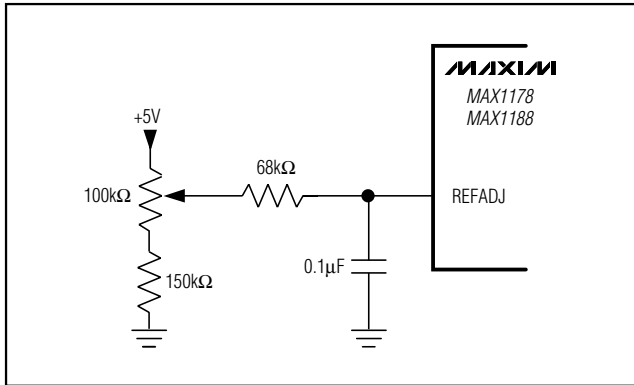 MAXIM
MAX1178
MAX1188
+5V
68kΩ
100kΩ
REFADJ
0.1µF
150kΩ